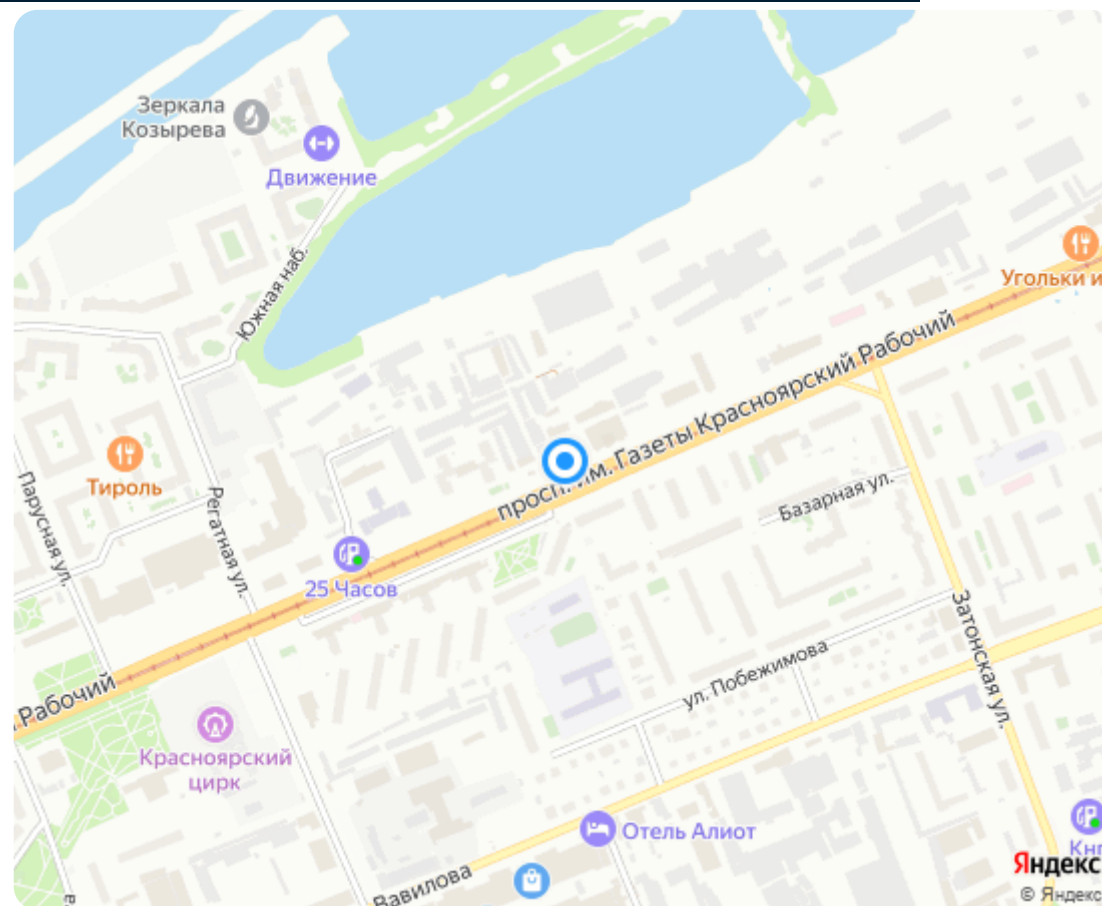 Зеркала
Козырева
Движение
Южная наб.
Угольки и
просп. им. Газеты Красноярский Рабочий
Тироль
Парусная ул.
Регатная ул.
Базарная ул.
25 Часов
Затонская ул.
ул. Побежимова
Рабочий
Красноярский
цирк
Отель Алиот
Вавилова
Яндекс
© Яндекс